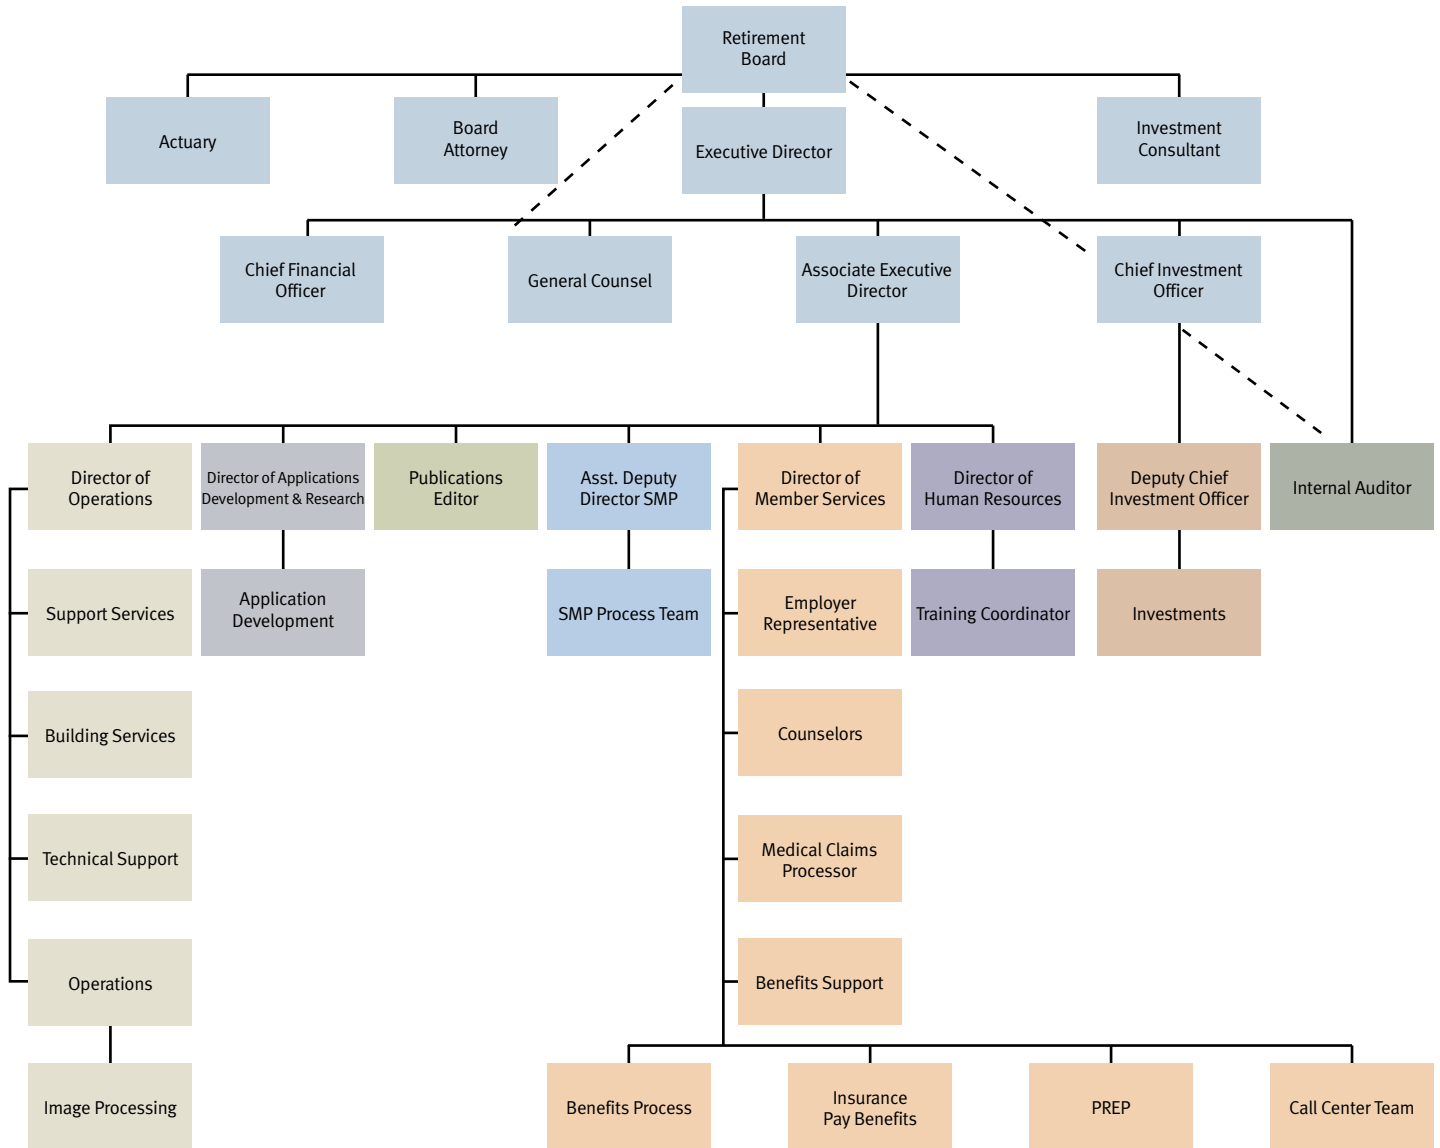 Retirement
Board
Actuary
Board
Attorney
Executive Director
Investment
Consultant
Chief Financial
Officer
General Counsel
Associate Executive
Director
Chief Investment
Officer
Director of
Operations
Director of Applications
Development & Research
Publications
Editor
Asst. Deputy
Director SMP
Director of
Member Services
Director of
Human Resources
Deputy Chief
Investment Officer
Internal Auditor
Support Services
Application
Development
SMP Process Team
Employer
Representative
Training Coordinator
Investments
Building Services
Counselors
Technical Support
Medical Claims
Processor
Operations
Benefits Support
Image Processing
Benefits Process
Insurance
Pay Benefits
PREP
Call Center Team